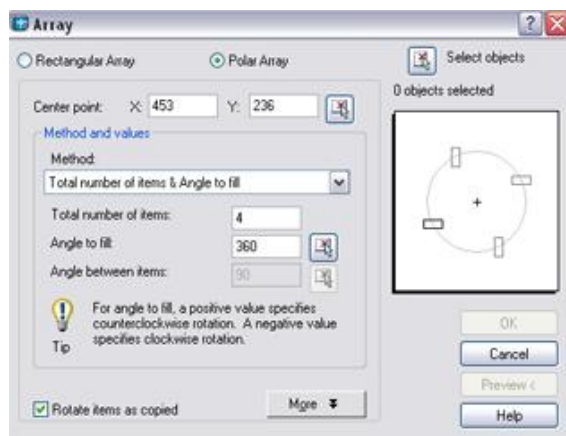 Array
Rectangular Array
Polar Array
Select objects
0 objects selected
Center point: X: 453 Y: 236
Method and values
Method:
Total number of items & Angle to fill
Total number of items: 4
Angle to fill: 360
Angle between items: 90
For angle to fill, a positive value specifies
counterclockwise rotation. A negative value
specifies clockwise rotation.
Tip
Rotate items as copied
More
OK
Cancel
Preview <
Help